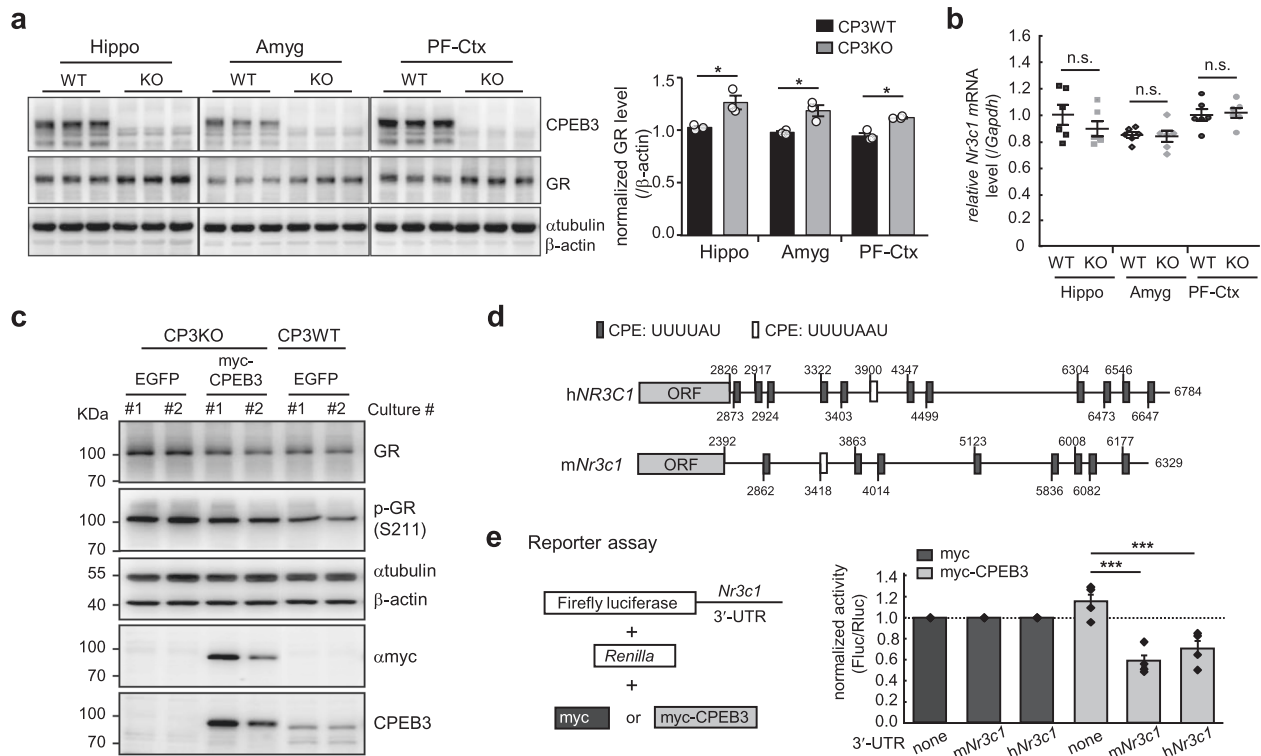 a
Hippo
Amyg
PF-Ctx
WT
KO
WT
KO
WT
KO
CPEB3
GR
αtubulin
β-actin
CP3WT
CP3KO
normalized GR level
(/β-actin)
1.5
1.0
0.5
0.0
*
*
*
Hippo
Amyg
PF-Ctx
b
relative Nr3c1 mRNA
level (/Gapdh)
1.6
1.4
1.2
1.0
0.8
0.6
0.4
0.2
0
n.s.
n.s.
n.s.
WT KO WT KO WT KO
Hippo
Amyg
PF-Ctx
c
CP3KO
CP3WT
EGFP
myc-
CPEB3
EGFP
KDa
#1 #2 #1 #2 #1 #2 Culture #
100
70
GR
100
70
p-GR
(S211)
55
40
αtubulin
β-actin
100
70
αmyc
100
70
CPEB3
d
CPE: UUUUAU
CPE: UUUUAAU
2826 2917 3322 3900 4347 6304 6546
hNR3C1
ORF
6784
2873 2924 3403 4499 6473 6647
2392 3863 5123 6008 6177
mNr3c1
ORF
6329
2862 3418 4014 5836 6082
e
Reporter assay
Firefly luciferase
Nr3c1
3′-UTR
+
Renilla
+
myc
or
myc-CPEB3
myc
myc-CPEB3
***
***
normalized activity
(Fluc/Rluc)
1.4
1.2
1.0
0.8
0.6
0.4
0.2
0.0
3′-UTR
none
mNr3c1
hNr3c1
none
mNr3c1
hNr3c1